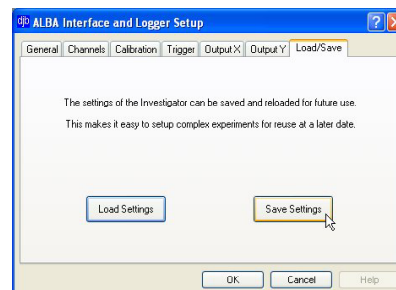 djb ALBA Interface and Logger Setup ?
General Channels Calibration Trigger Output X Output Y Load/Save
The settings of the Investigator can be saved and reloaded for future use.
This makes it easy to setup complex experiments for reuse at a later date.
Load Settings Save Settings
OK Cancel Help